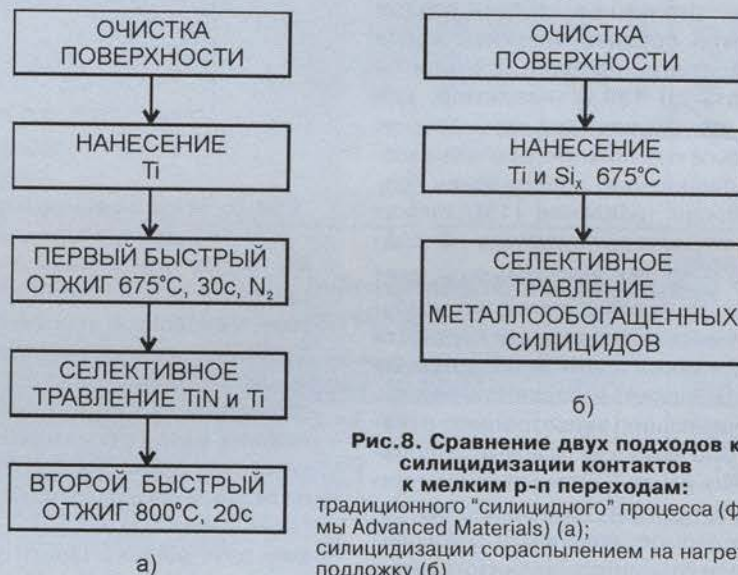 ОЧИСТКА
ПОВЕРХНОСТИ
НАНЕСЕНИЕ
Ti
ПЕРВЫЙ БЫСТРЫЙ
ОТЖИГ 675°C, 30с, N₂
СЕЛЕКТИВНОЕ
ТРАВЛЕНИЕ TiN и Ti
ВТОРОЙ БЫСТРЫЙ
ОТЖИГ 800°C, 20с
а)
ОЧИСТКА
ПОВЕРХНОСТИ
НАНЕСЕНИЕ
Ti и Siₓ 675°C
СЕЛЕКТИВНОЕ
ТРАВЛЕНИЕ
МЕТАЛЛООБОГАЩЕННЫХ
СИЛИЦИДОВ
б)
Рис.8. Сравнение двух подходов к
силицидизации контактов
к мелким р-п переходам:
традиционного "силицидного" процесса (ф
мы Advanced Materials) (а);
силицидизации сораспылением на нагре
подложку (б)